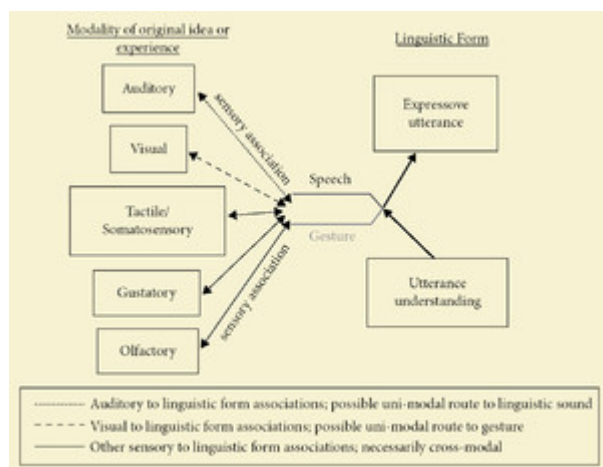 Modality of original idea or
experience
Linguistic Form
Auditory
Visual
Tactile/
Somatosensory
Gustatory
Olfactory
sensory association
sensory association
Speech
Gesture
Expressove
utterance
Utterance
understanding
Auditory to linguistic form associations; possible uni-modal route to linguistic sound
Visual to linguistic form associations; possible uni-modal route to gesture
Other sensory to linguistic form associations; necessarily cross-modal